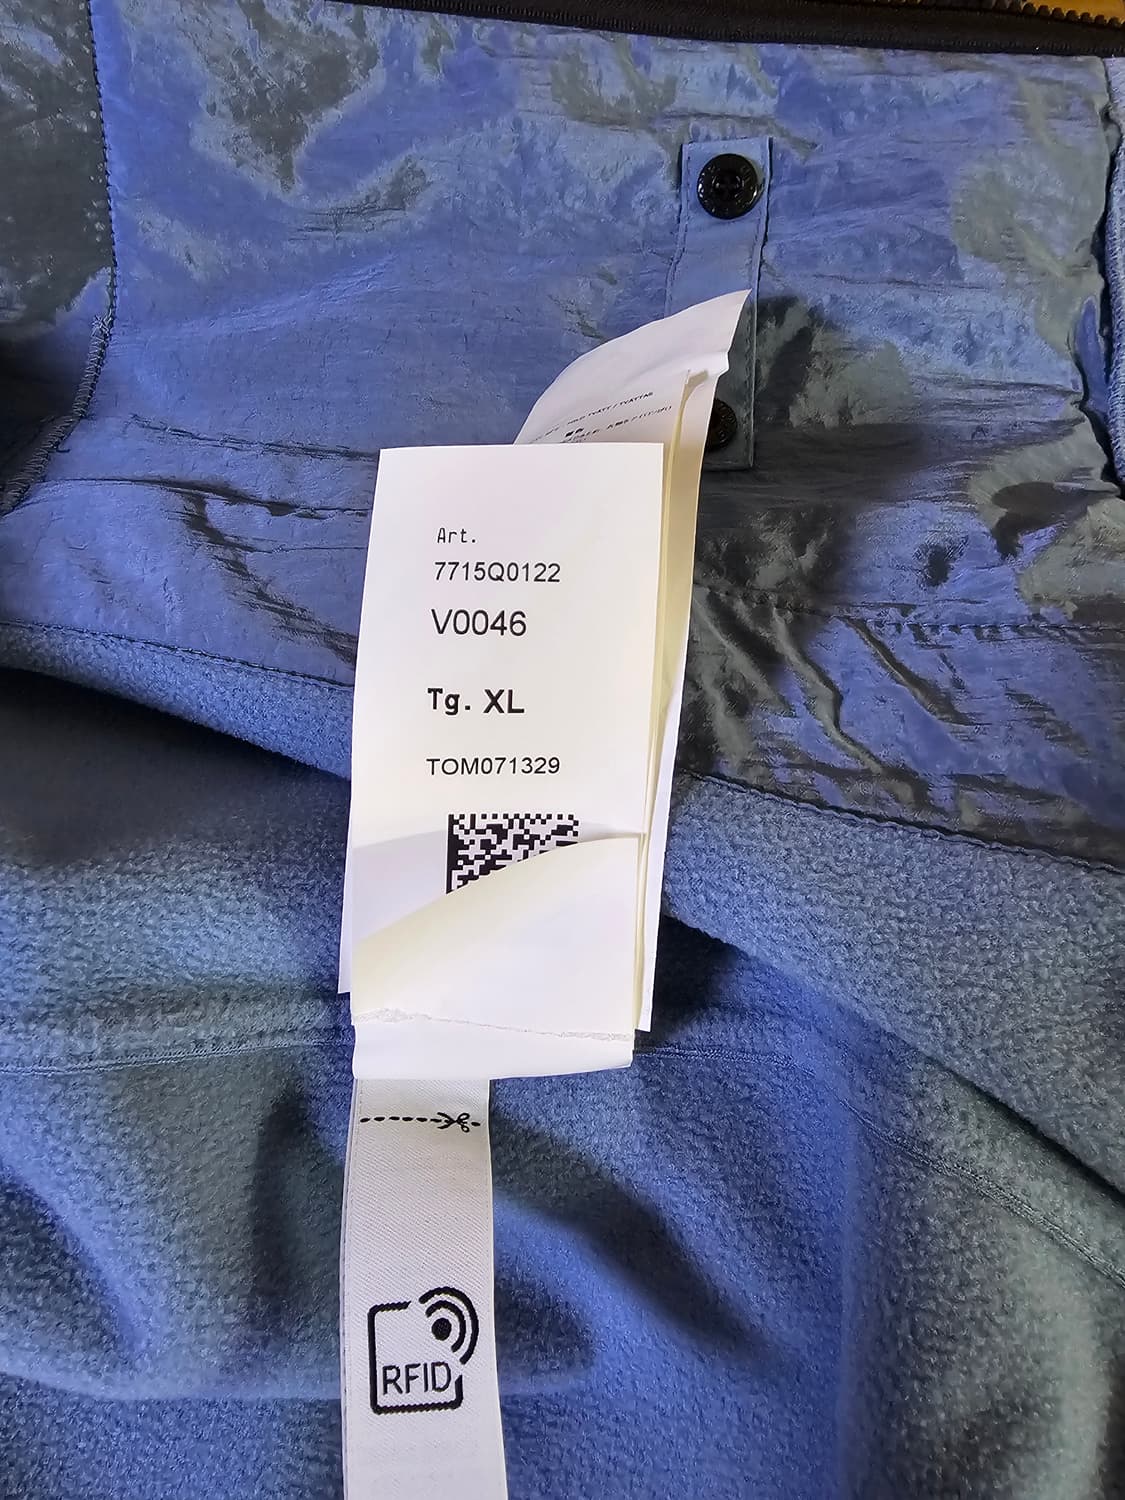 Art.
7715Q0122
V0046
Tg. XL
TOM071329
RFID